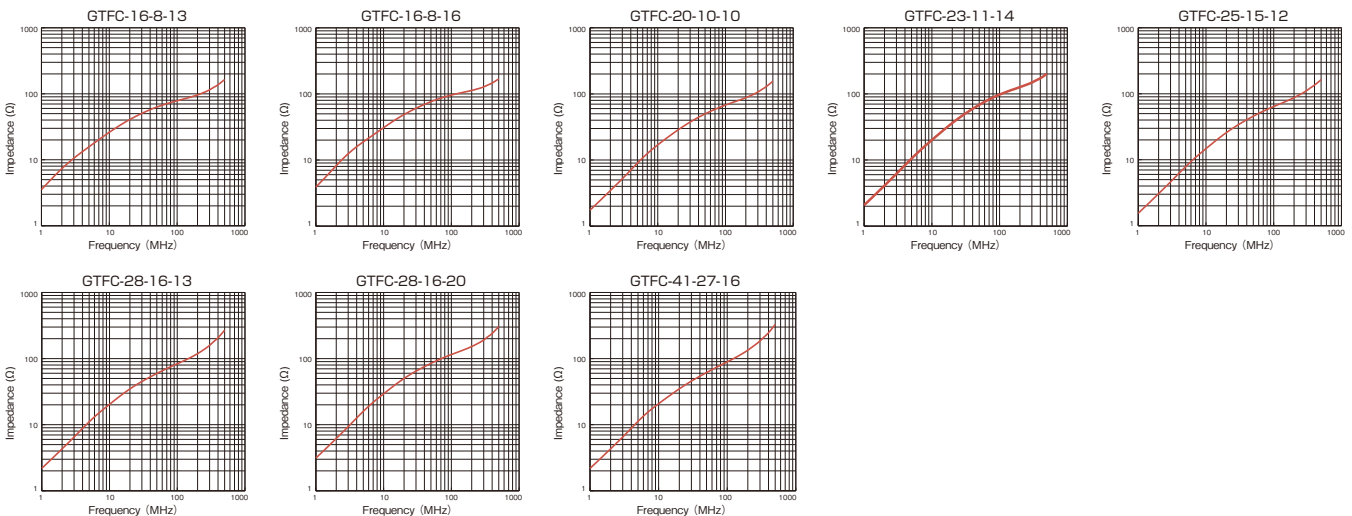 GTFC-16-8-13
GTFC-16-8-16
GTFC-20-10-10
GTFC-23-11-14
GTFC-25-15-12
1000
100
10
1
Impedance (Ω)
1 10 100 1000
Frequency (MHz)
1000
100
10
1
Impedance (Ω)
1 10 100 1000
Frequency (MHz)
1000
100
10
1
Impedance (Ω)
1 10 100 1000
Frequency (MHz)
1000
100
10
1
Impedance (Ω)
1 10 100 1000
Frequency (MHz)
1000
100
10
1
Impedance (Ω)
1 10 100 1000
Frequency (MHz)
GTFC-28-16-13
GTFC-28-16-20
GTFC-41-27-16
1000
100
10
1
Impedance (Ω)
1 10 100 1000
Frequency (MHz)
1000
100
10
1
Impedance (Ω)
1 10 100 1000
Frequency (MHz)
1000
100
10
1
Impedance (Ω)
1 10 100 1000
Frequency (MHz)